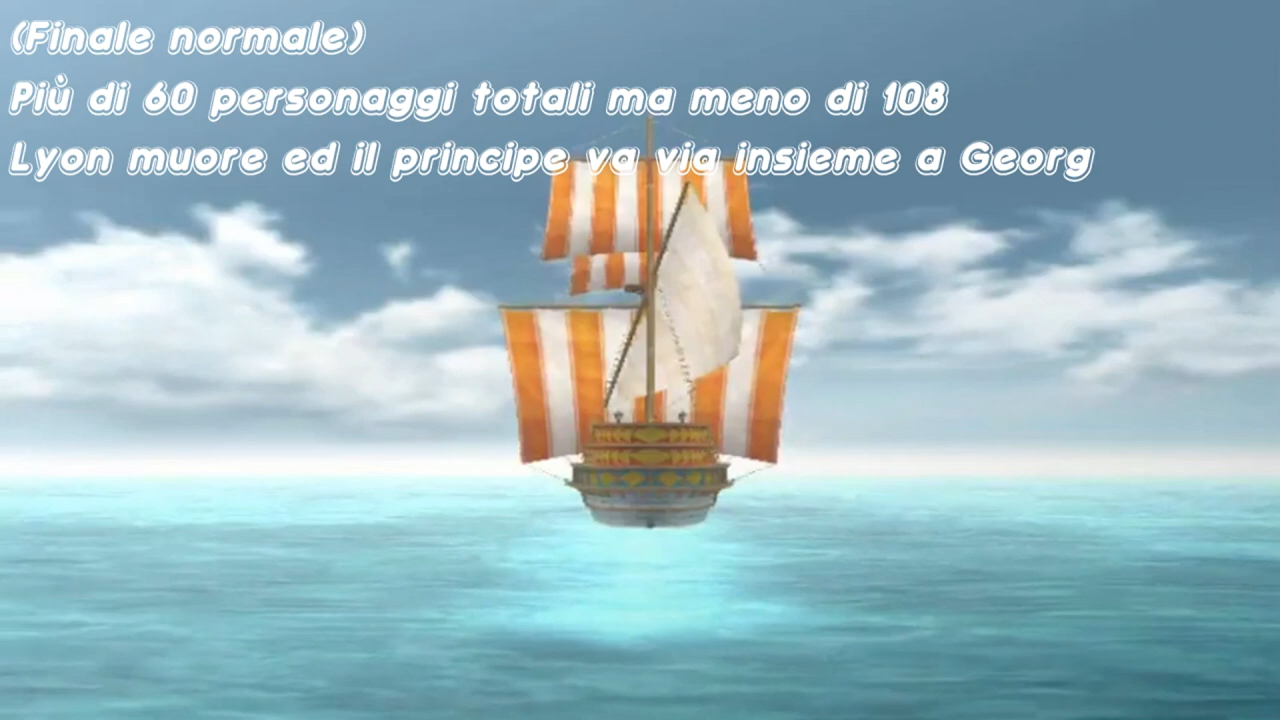 (Finale normale)
Più di 60 personaggi totali ma meno di 108
Lyon muore ed il principe va via insieme a Georg